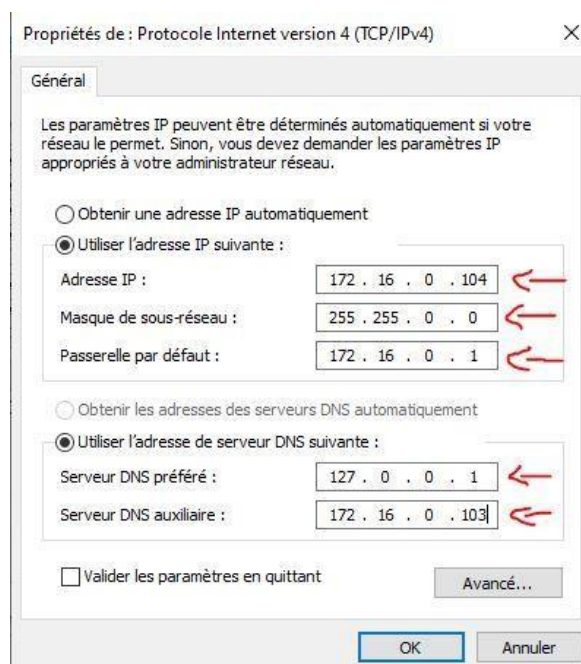 Propriétés de : Protocole Internet version 4 (TCP/IPv4)
Général
Les paramètres IP peuvent être déterminés automatiquement si votre
réseau le permet. Sinon, vous devez demander les paramètres IP
appropriés à votre administrateur réseau.
Obtenir une adresse IP automatiquement
Utiliser l'adresse IP suivante :
Adresse IP : 172 . 16 . 0 . 104
Masque de sous-réseau : 255 . 255 . 0 . 0
Passerelle par défaut : 172 . 16 . 0 . 1
Obtenir les adresses des serveurs DNS automatiquement
Utiliser l'adresse de serveur DNS suivante :
Serveur DNS préféré : 127 . 0 . 0 . 1
Serveur DNS auxiliaire : 172 . 16 . 0 . 103
Valider les paramètres en quittant
Avancé...
OK Annuler